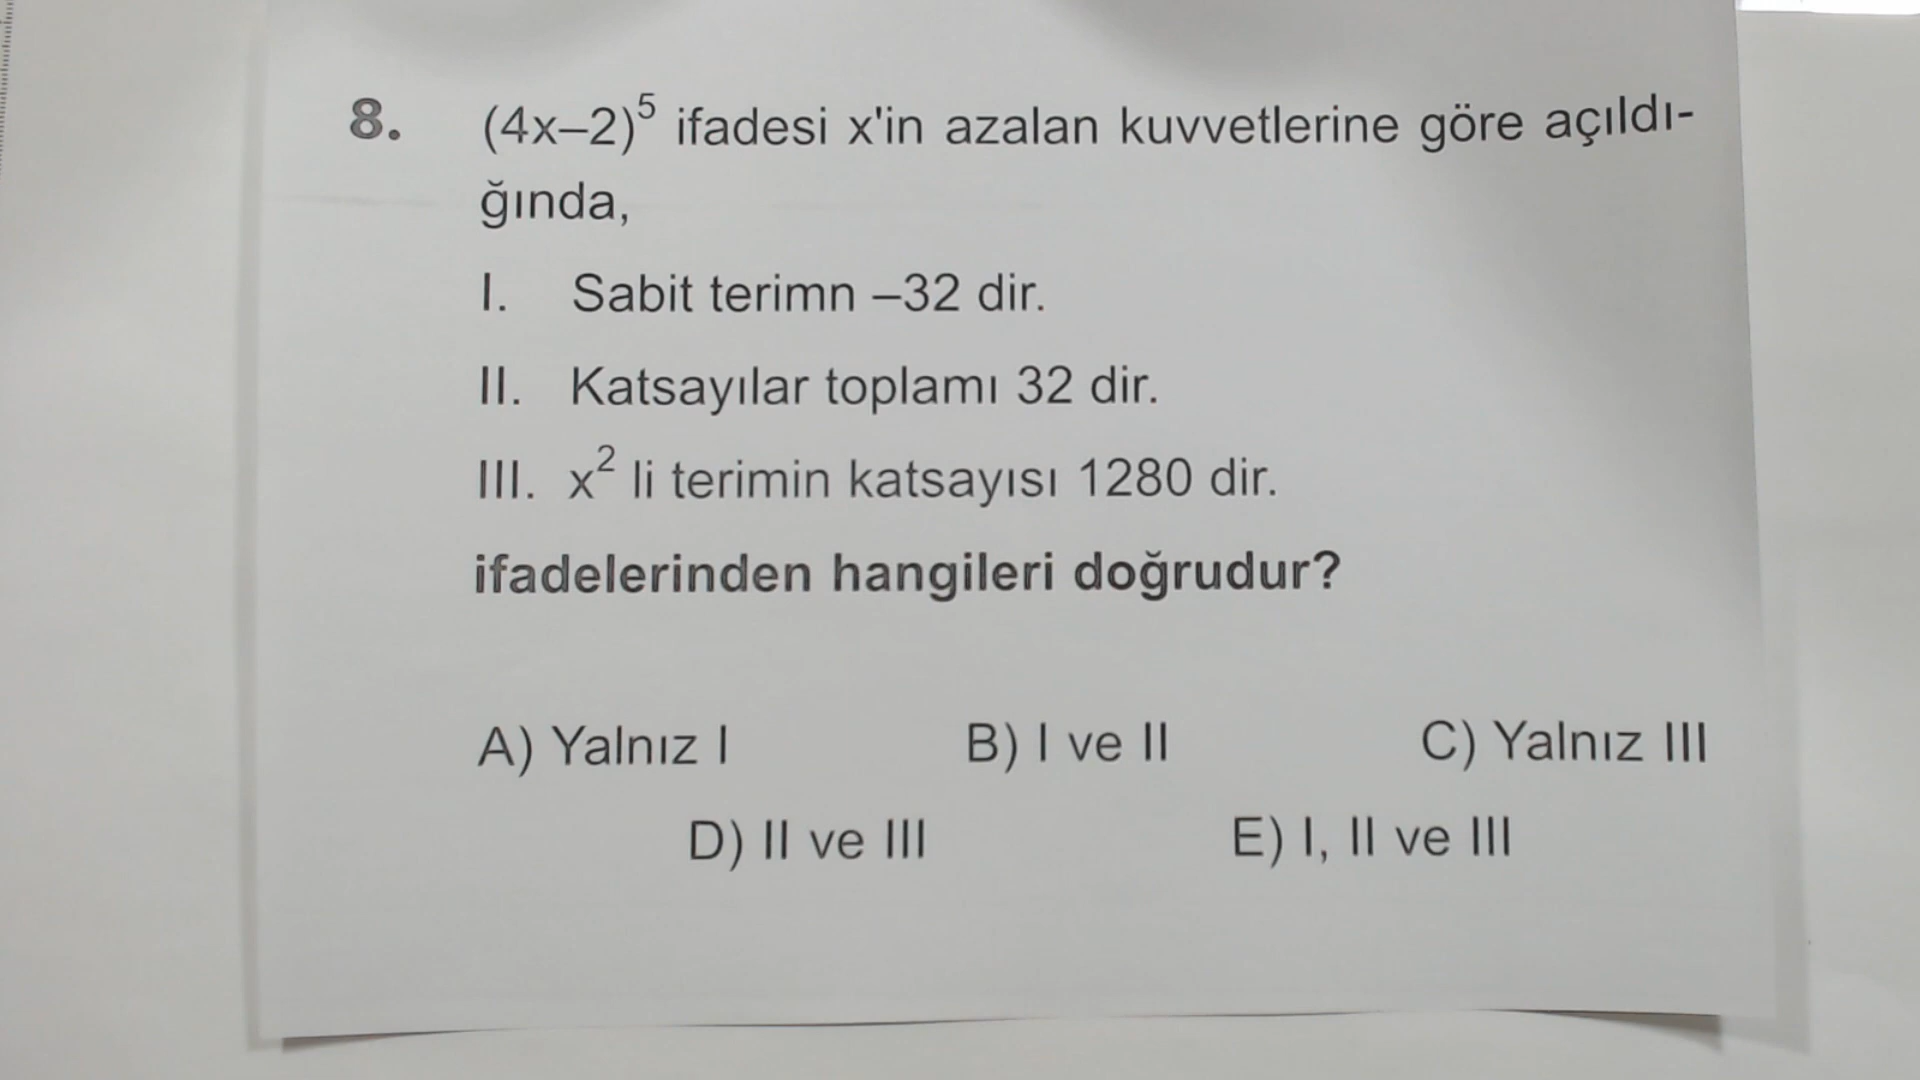 8. (4x–2)⁵ ifadesi x'in azalan kuvvetlerine göre açıldı-
ğında,
I. Sabit terimn –32 dir.
II. Katsayılar toplamı 32 dir.
III. x² li terimin katsayısı 1280 dir.
ifadelerinden hangileri doğrudur?
A) Yalnız I B) I ve II C) Yalnız III
D) II ve III E) I, II ve III